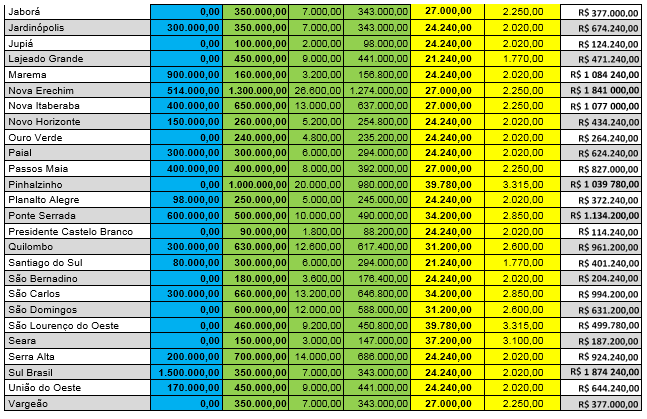 Jaborá 0,00 350.000,00 7.000,00 343.000,00 27.000,00 2.250,00 R$ 377.000,00
Jardinópolis 300.000,00 350.000,00 7.000,00 343.000,00 24.240,00 2.020,00 R$ 674.240,00
Jupiá 0,00 100.000,00 2.000,00 98.000,00 24.240,00 2.020,00 R$ 124.240,00
Lajeado Grande 0,00 450.000,00 9.000,00 441.000,00 21.240,00 1.770,00 R$ 471.240,00
Marema 900.000,00 160.000,00 3.200,00 156.800,00 24.240,00 2.020,00 R$ 1 084 240,00
Nova Erechim 514.000,00 1.300.000,00 26.600,00 1.274.000,00 27.000,00 2.250,00 R$ 1 841 000,00
Nova Itaberaba 400.000,00 650.000,00 13.000,00 637.000,00 27.000,00 2.250,00 R$ 1 077 000,00
Novo Horizonte 150.000,00 260.000,00 5.200,00 254.800,00 24.240,00 2.020,00 R$ 434.240,00
Ouro Verde 0,00 240.000,00 4.800,00 235.200,00 24.240,00 2.020,00 R$ 264.240,00
Paial 300.000,00 300.000,00 6.000,00 294.000,00 24.240,00 2.020,00 R$ 624.240,00
Passos Maia 400.000,00 400.000,00 8.000,00 392.000,00 27.000,00 2.250,00 R$ 827.000,00
Pinhalzinho 0,00 1.000.000,00 20.000,00 980.000,00 39.780,00 3.315,00 R$ 1 039 780,00
Planalto Alegre 98.000,00 250.000,00 5.000,00 245.000,00 24.240,00 2.020,00 R$ 372.240,00
Ponte Serrada 600.000,00 500.000,00 10.000,00 490.000,00 34.200,00 2.850,00 R$ 1.134.200,00
Presidente Castelo Branco 0,00 90.000,00 1.800,00 88.200,00 24.240,00 2.020,00 R$ 114.240,00
Quilombo 300.000,00 630.000,00 12.600,00 617.400,00 31.200,00 2.600,00 R$ 961.200,00
Santiago do Sul 80.000,00 300.000,00 6.000,00 294.000,00 21.240,00 1.770,00 R$ 401.240,00
São Bernadino 0,00 180.000,00 3.600,00 176.400,00 24.240,00 2.020,00 R$ 204.240,00
São Carlos 300.000,00 660.000,00 13.200,00 646.800,00 34.200,00 2.850,00 R$ 994.200,00
São Domingos 0,00 600.000,00 12.000,00 588.000,00 31.200,00 2.600,00 R$ 631.200,00
São Lourenço do Oeste 0,00 460.000,00 9.200,00 450.800,00 39.780,00 3.315,00 R$ 499.780,00
Seara 0,00 150.000,00 3.000,00 147.000,00 37.200,00 3.100,00 R$ 187.200,00
Serra Alta 200.000,00 700.000,00 14.000,00 686.000,00 24.240,00 2.020,00 R$ 924.240,00
Sul Brasil 1.500.000,00 350.000,00 7.000,00 343.000,00 24.240,00 2.020,00 R$ 1 874 240,00
União do Oeste 170.000,00 450.000,00 9.000,00 441.000,00 24.240,00 2.020,00 R$ 644.240,00
Vargeão 0,00 350.000,00 7.000,00 343.000,00 27.000,00 2.250,00 R$ 377.000,00